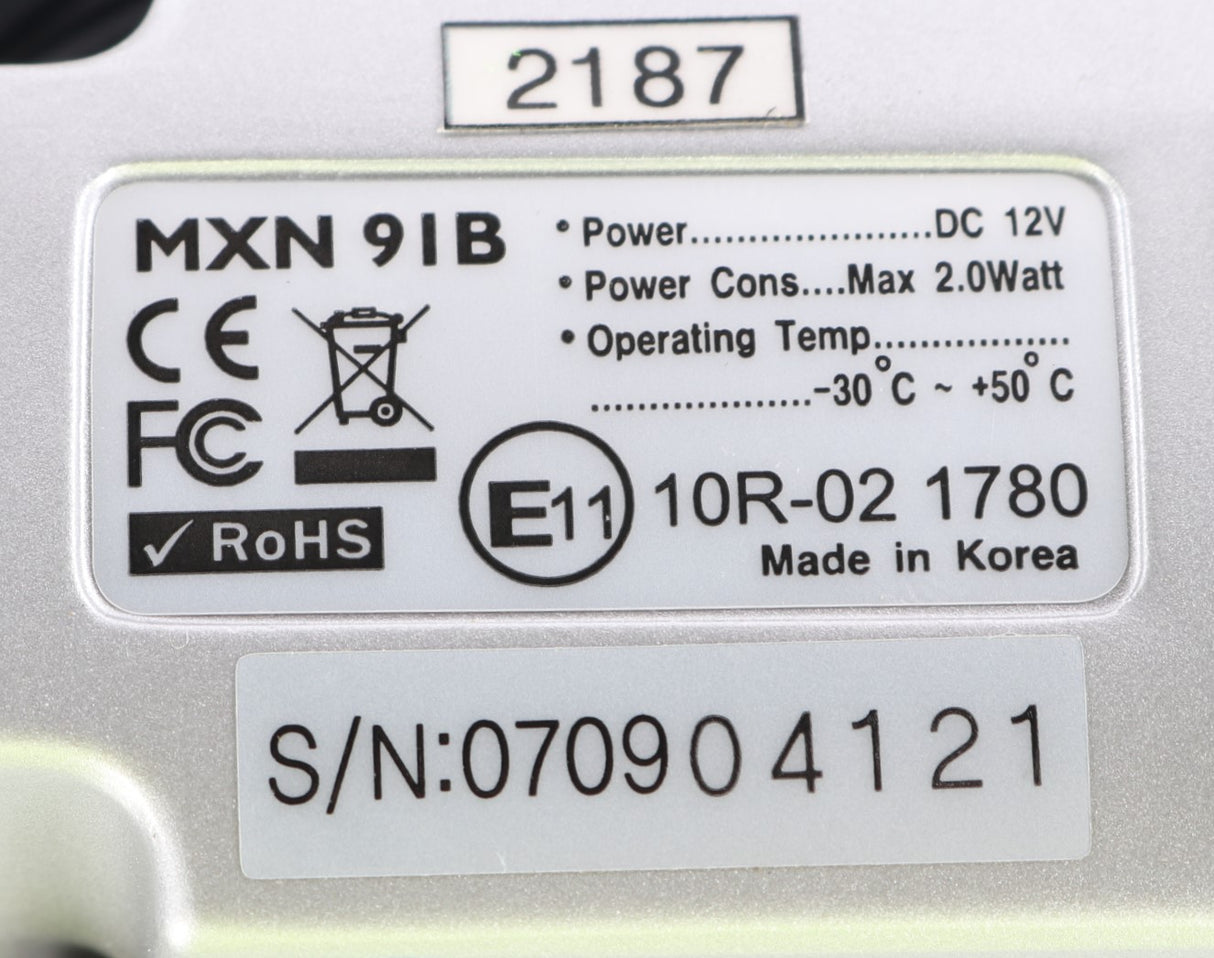 2187
MXN 91B
• Power.....................DC 12V
• Power Cons....Max 2.0Watt
• Operating Temp.................
...................-30°C ~ +50°C
CE
FC
✓ RoHS
E11 10R-02 1780
Made in Korea
S/N:070904121